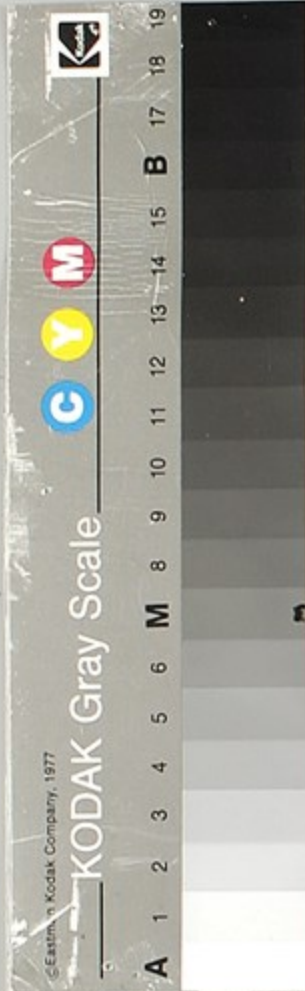 ©Eastman Kodak Company, 1977
KODAK Gray Scale
C Y M
Kodak
A 1 2 3 4 5 6 M 8 9 10 11 12 13 14 15 B 17 18 19